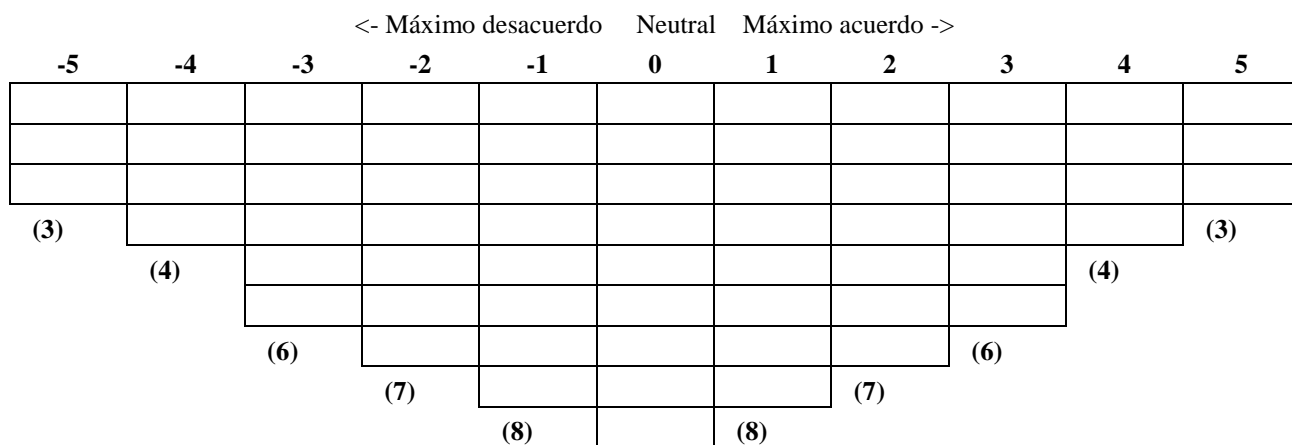 <- Máximo desacuerdo Neutral Máximo acuerdo ->
-5 -4 -3 -2 -1 0 1 2 3 4 5
(3) (3)
(4) (4)
(6) (6)
(7) (7)
(8) (8)